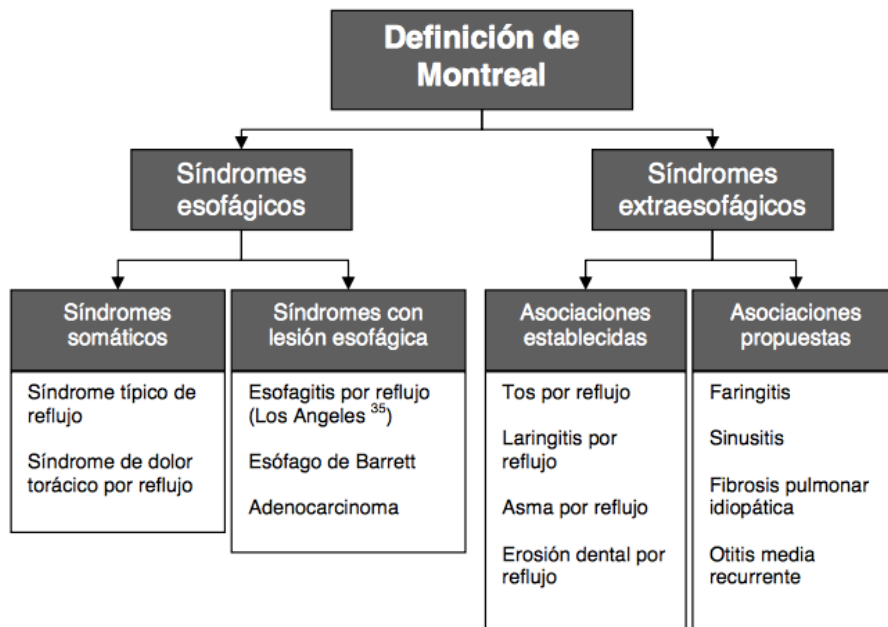 Definición de
Montreal
Síndromes
esofágicos
Síndromes
extraesofágicos
Síndromes
somáticos
Síndromes con
lesión esofágica
Asociaciones
establecidas
Asociaciones
propuestas
Síndrome típico de
reflujo
Síndrome de dolor
torácico por reflujo
Esofagitis por reflujo
(Los Angeles 35)
Esófago de Barrett
Adenocarcinoma
Tos por reflujo
Laringitis por
reflujo
Asma por reflujo
Erosión dental por
reflujo
Faringitis
Sinusitis
Fibrosis pulmonar
idiopática
Otitis media
recurrente